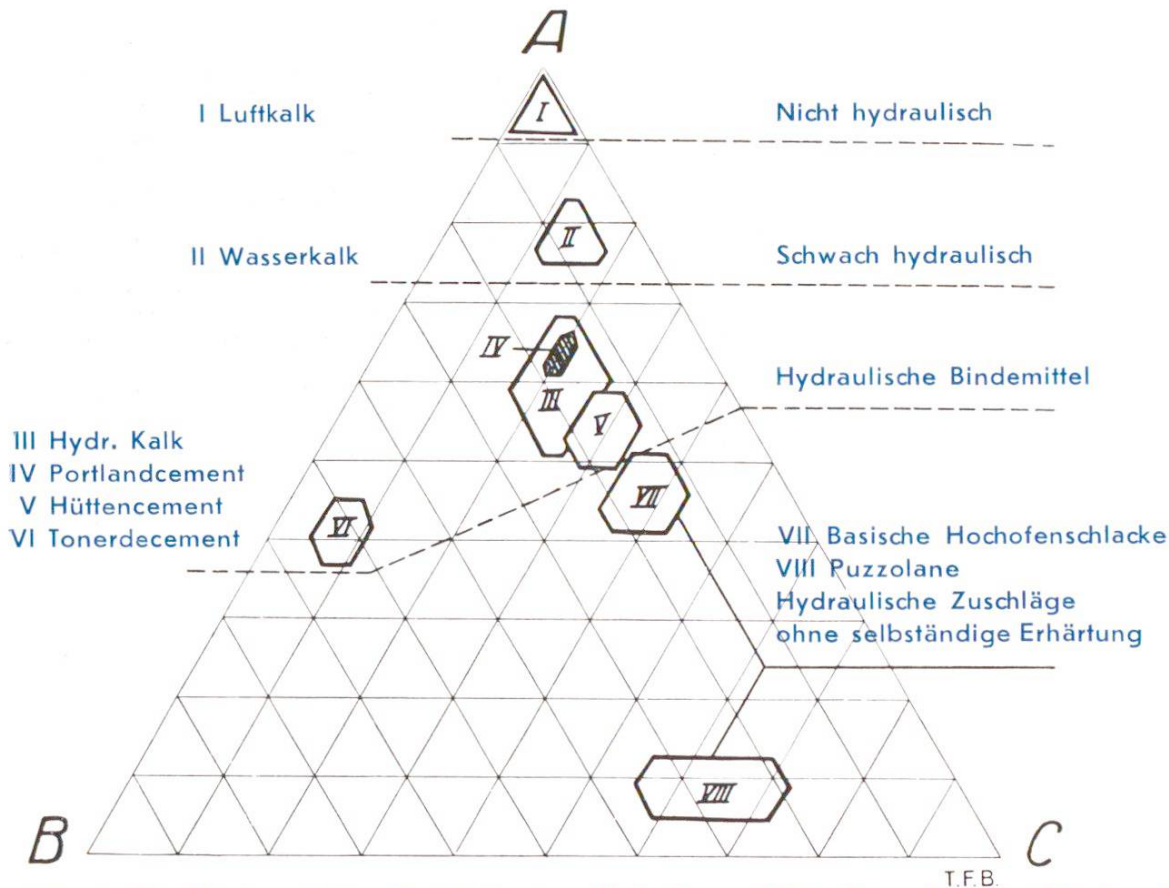 A
I Luftkalk
I
Nicht hydraulisch
II
II Wasserkalk
Schwach hydraulisch
IV
III
Hydraulische Bindemittel
V
III Hydr. Kalk
IV Portlandcement
V Hüttencement
VI Tonerdecement
VI
VII
VII Basische Hochofenschlacke
VIII Puzzolane
Hydraulische Zuschläge
ohne selbständige Erhärtung
VIII
B
C
T.F.B.